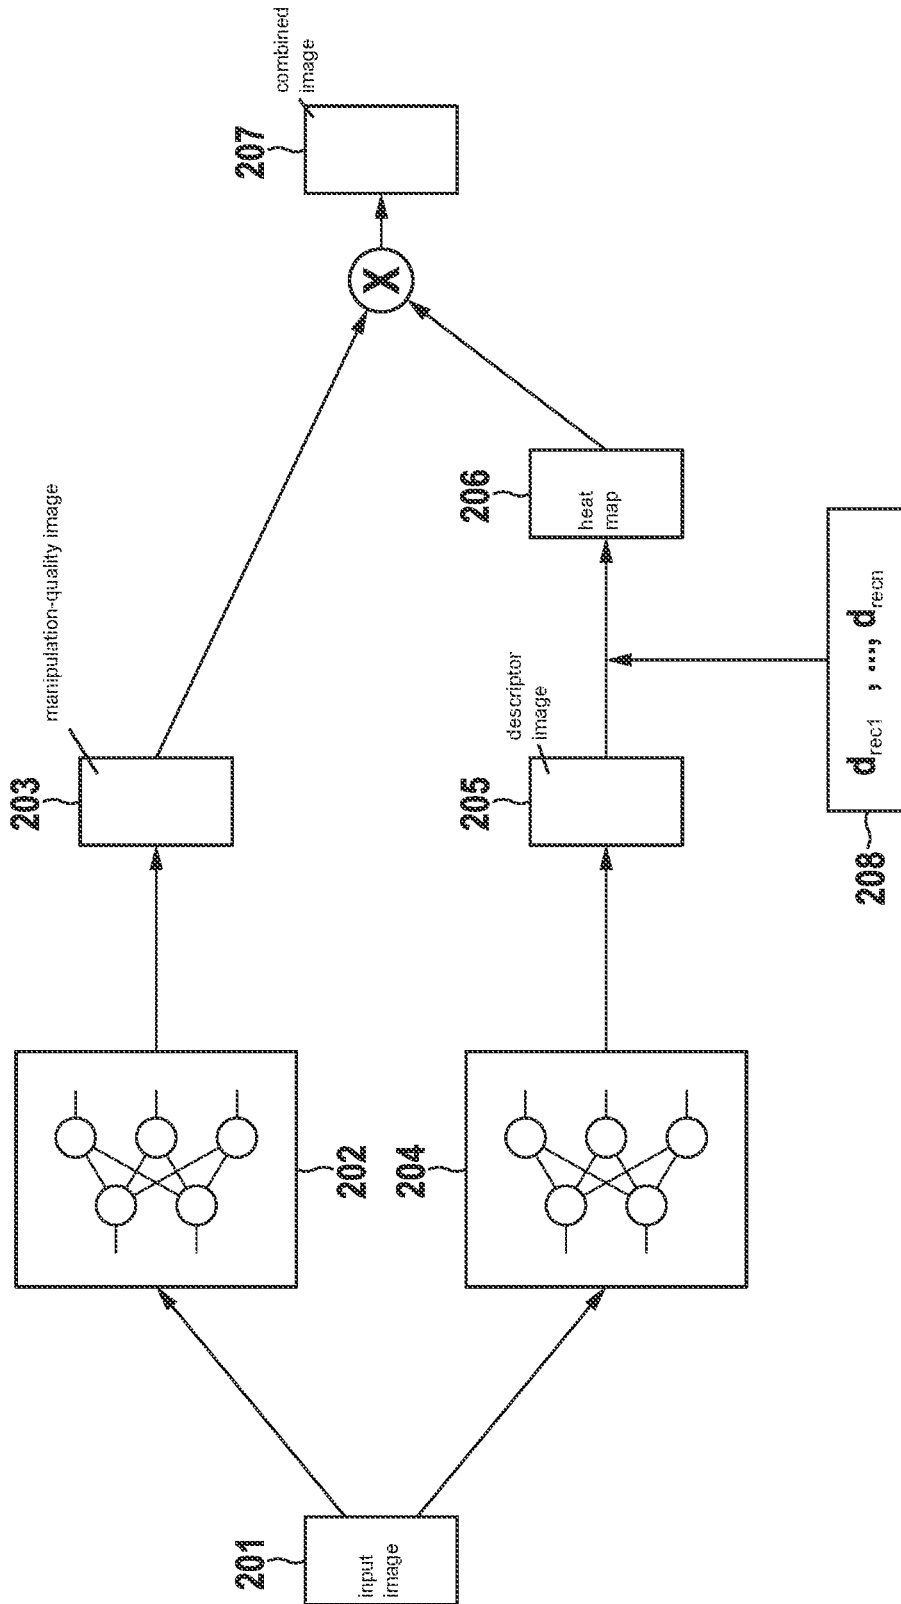 201
input
image
202
203
manipulation-quality image
204
205
descriptor
image
206
heat
map
207
combined
image
X
208
d_rec1 , ..., d_recn